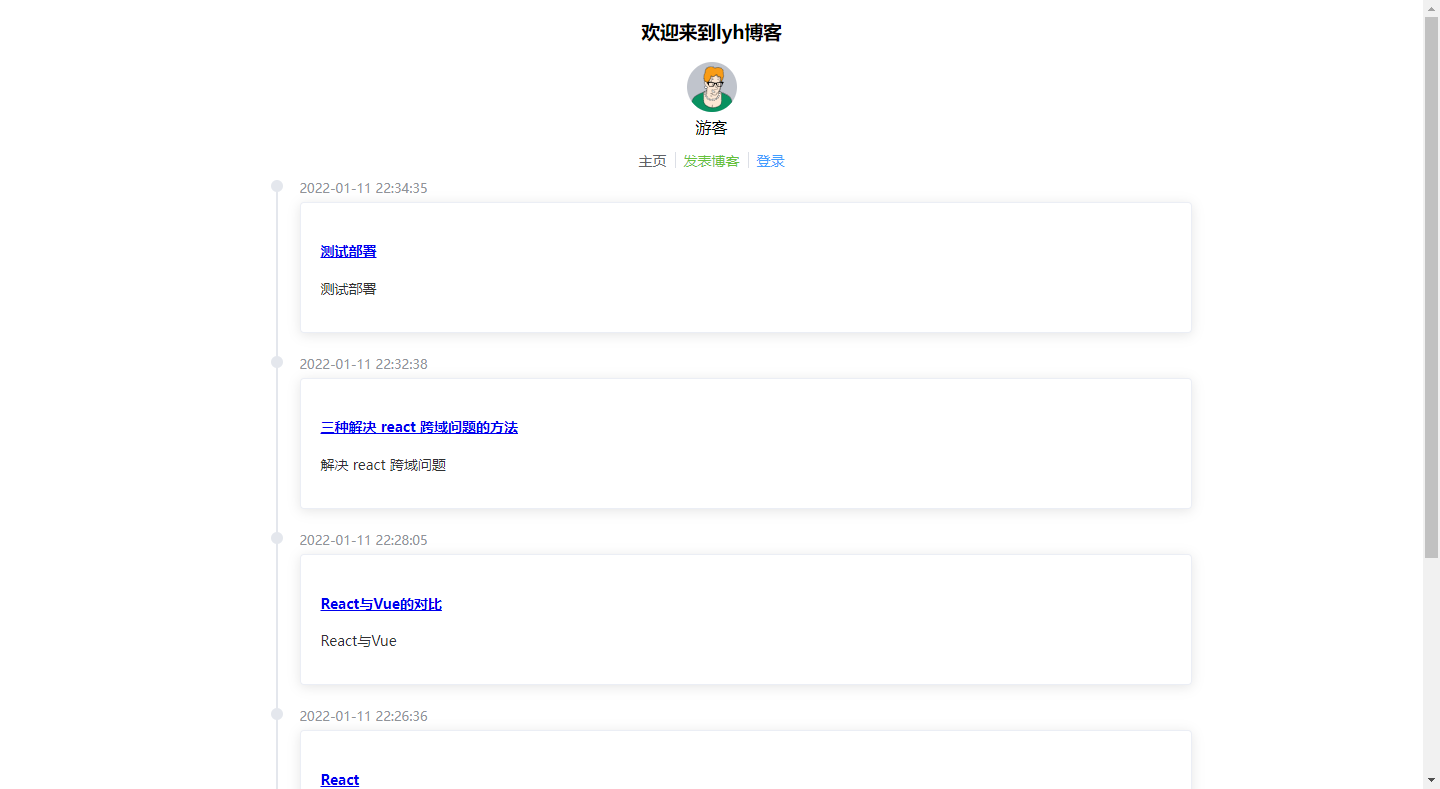 欢迎来到lyh博客
游客
主页 发表博客 登录
2022-01-11 22:34:35
测试部署
测试部署
2022-01-11 22:32:38
三种解决 react 跨域问题的方法
解决 react 跨域问题
2022-01-11 22:28:05
React与Vue的对比
React与Vue
2022-01-11 22:26:36
React